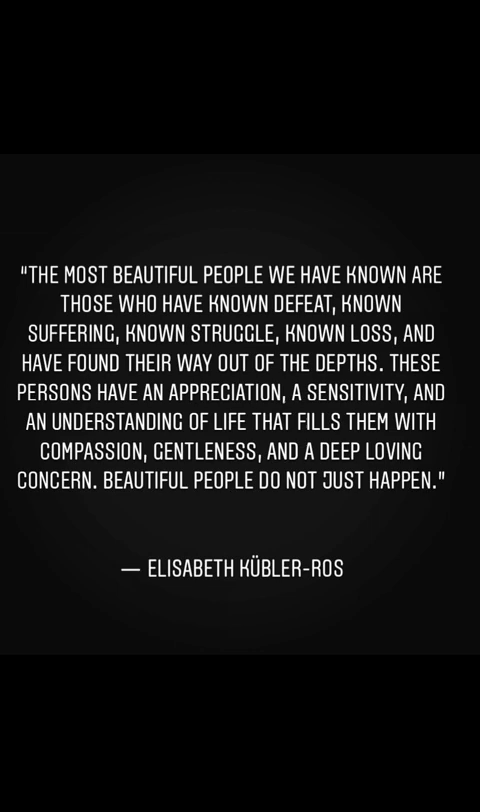 "THE MOST BEAUTIFUL PEOPLE WE HAVE KNOWN ARE
THOSE WHO HAVE KNOWN DEFEAT, KNOWN
SUFFERING, KNOWN STRUGGLE, KNOWN LOSS, AND
HAVE FOUND THEIR WAY OUT OF THE DEPTHS. THESE
PERSONS HAVE AN APPRECIATION, A SENSITIVITY, AND
AN UNDERSTANDING OF LIFE THAT FILLS THEM WITH
COMPASSION, GENTLENESS, AND A DEEP LOVING
CONCERN. BEAUTIFUL PEOPLE DO NOT JUST HAPPEN."
— ELISABETH KÜBLER-ROS